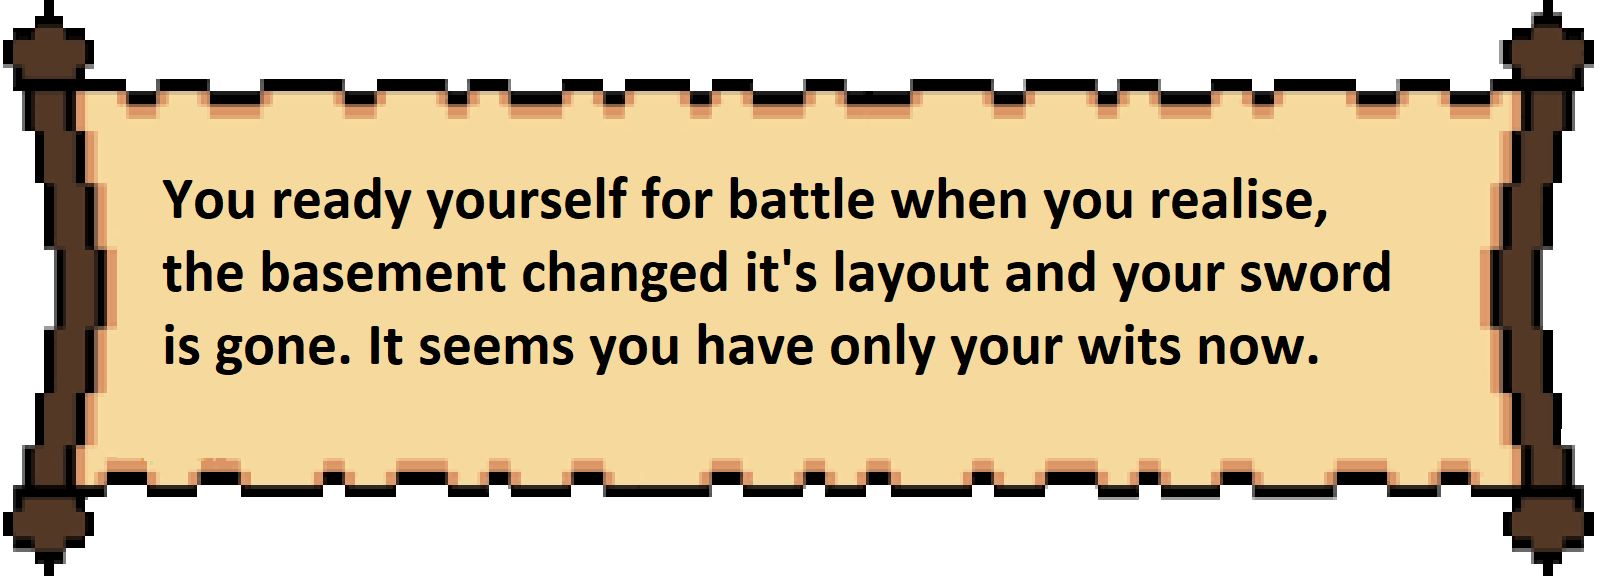 You ready yourself for battle when you realise,
the basement changed it's layout and your sword
is gone. It seems you have only your wits now.